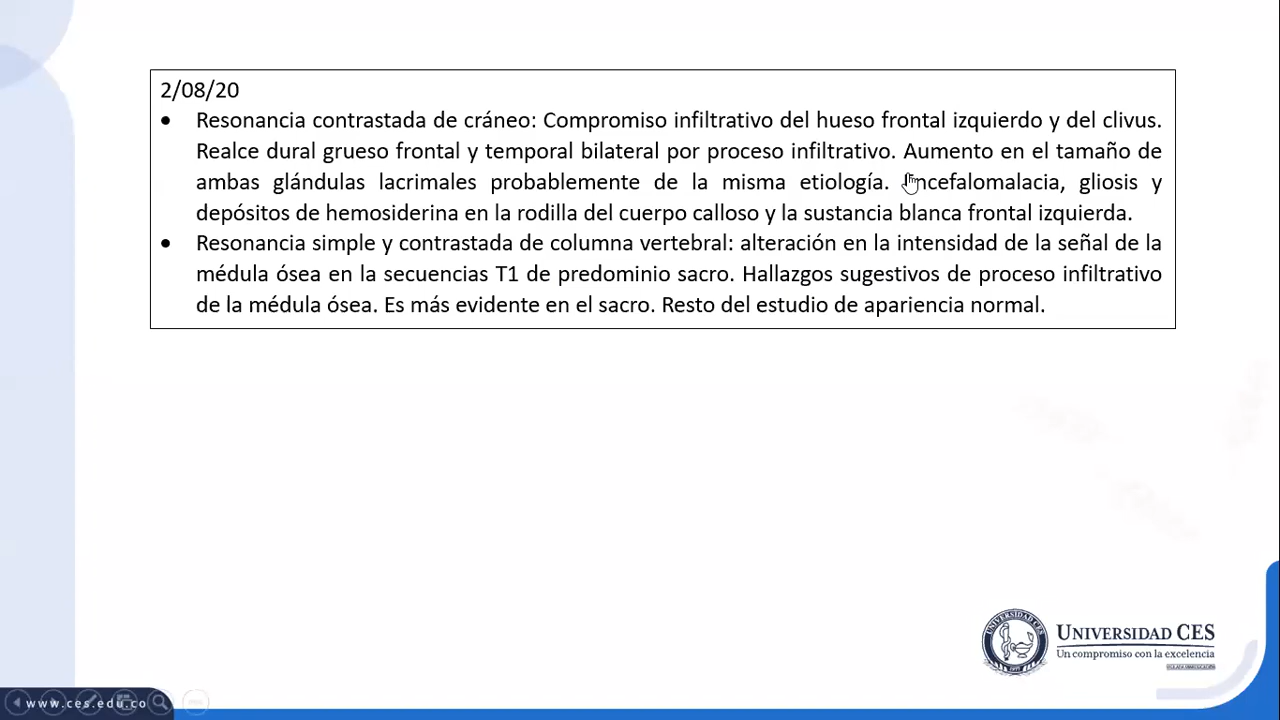 2/08/20
• Resonancia contrastada de cráneo: Compromiso infiltrativo del hueso frontal izquierdo y del clivus.
Realce dural grueso frontal y temporal bilateral por proceso infiltrativo. Aumento en el tamaño de
ambas glándulas lacrimales probablemente de la misma etiología. Encefalomalacia, gliosis y
depósitos de hemosiderina en la rodilla del cuerpo calloso y la sustancia blanca frontal izquierda.
• Resonancia simple y contrastada de columna vertebral: alteración en la intensidad de la señal de la
médula ósea en la secuencias T1 de predominio sacro. Hallazgos sugestivos de proceso infiltrativo
de la médula ósea. Es más evidente en el sacro. Resto del estudio de apariencia normal.
UNIVERSIDAD CES
UNIVERSIDAD CES
Un compromiso con la excelencia
www.ces.edu.co